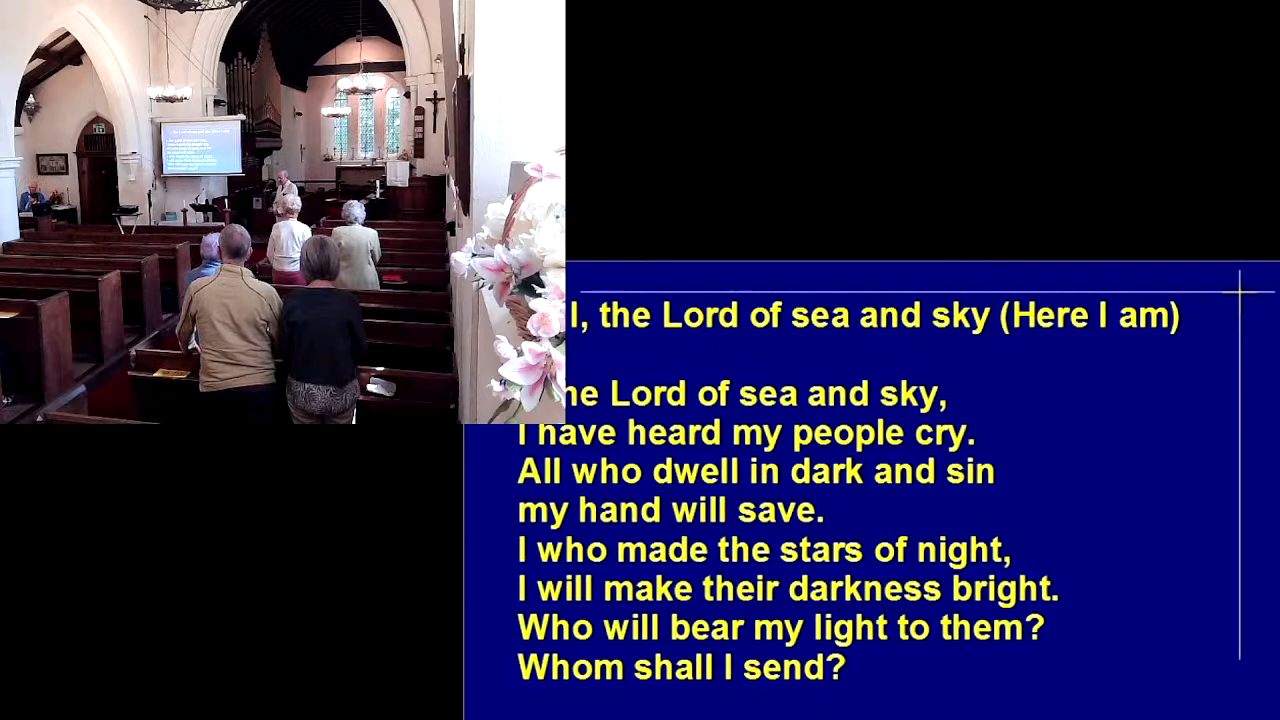 I, the Lord of sea and sky (Here I am)
he Lord of sea and sky,
I have heard my people cry.
All who dwell in dark and sin
my hand will save.
I who made the stars of night,
I will make their darkness bright.
Who will bear my light to them?
Whom shall I send?